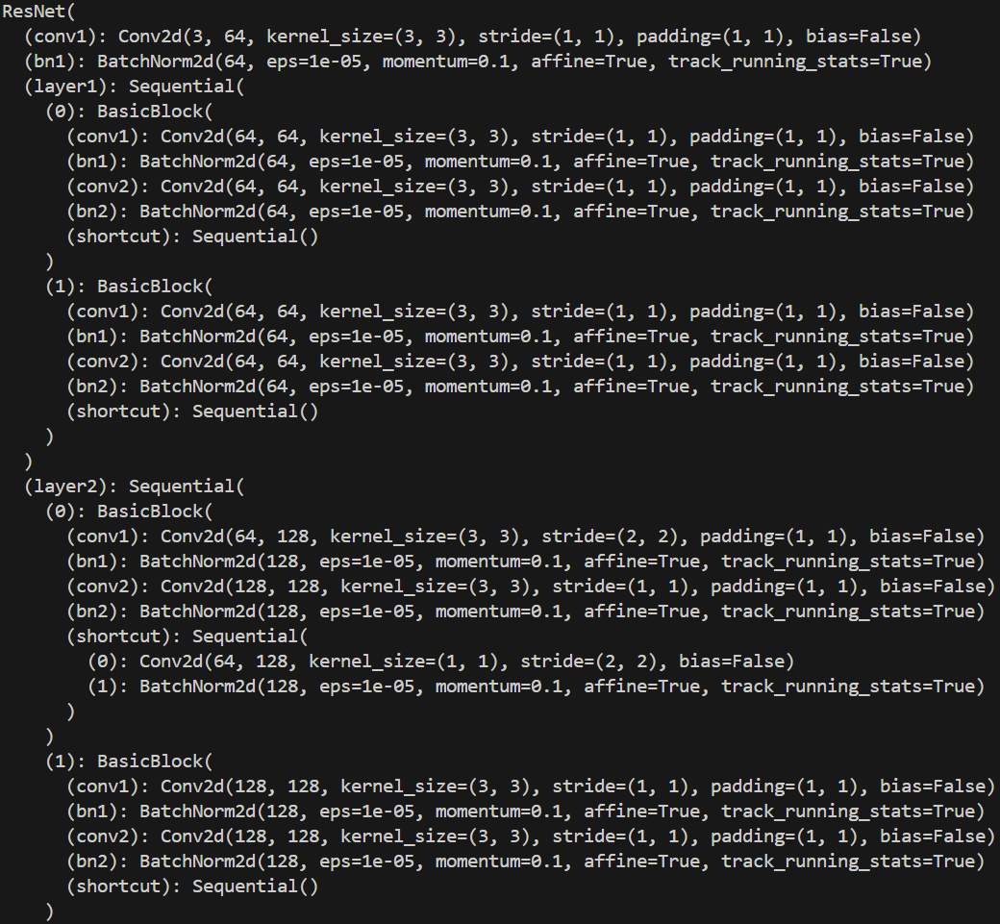 ResNet(
  (conv1): Conv2d(3, 64, kernel_size=(3, 3), stride=(1, 1), padding=(1, 1), bias=False)
  (bn1): BatchNorm2d(64, eps=1e-05, momentum=0.1, affine=True, track_running_stats=True)
  (layer1): Sequential(
    (0): BasicBlock(
      (conv1): Conv2d(64, 64, kernel_size=(3, 3), stride=(1, 1), padding=(1, 1), bias=False)
      (bn1): BatchNorm2d(64, eps=1e-05, momentum=0.1, affine=True, track_running_stats=True)
      (conv2): Conv2d(64, 64, kernel_size=(3, 3), stride=(1, 1), padding=(1, 1), bias=False)
      (bn2): BatchNorm2d(64, eps=1e-05, momentum=0.1, affine=True, track_running_stats=True)
      (shortcut): Sequential()
    )
    (1): BasicBlock(
      (conv1): Conv2d(64, 64, kernel_size=(3, 3), stride=(1, 1), padding=(1, 1), bias=False)
      (bn1): BatchNorm2d(64, eps=1e-05, momentum=0.1, affine=True, track_running_stats=True)
      (conv2): Conv2d(64, 64, kernel_size=(3, 3), stride=(1, 1), padding=(1, 1), bias=False)
      (bn2): BatchNorm2d(64, eps=1e-05, momentum=0.1, affine=True, track_running_stats=True)
      (shortcut): Sequential()
    )
  )
  (layer2): Sequential(
    (0): BasicBlock(
      (conv1): Conv2d(64, 128, kernel_size=(3, 3), stride=(2, 2), padding=(1, 1), bias=False)
      (bn1): BatchNorm2d(128, eps=1e-05, momentum=0.1, affine=True, track_running_stats=True)
      (conv2): Conv2d(128, 128, kernel_size=(3, 3), stride=(1, 1), padding=(1, 1), bias=False)
      (bn2): BatchNorm2d(128, eps=1e-05, momentum=0.1, affine=True, track_running_stats=True)
      (shortcut): Sequential(
        (0): Conv2d(64, 128, kernel_size=(1, 1), stride=(2, 2), bias=False)
        (1): BatchNorm2d(128, eps=1e-05, momentum=0.1, affine=True, track_running_stats=True)
      )
    )
    (1): BasicBlock(
      (conv1): Conv2d(128, 128, kernel_size=(3, 3), stride=(1, 1), padding=(1, 1), bias=False)
      (bn1): BatchNorm2d(128, eps=1e-05, momentum=0.1, affine=True, track_running_stats=True)
      (conv2): Conv2d(128, 128, kernel_size=(3, 3), stride=(1, 1), padding=(1, 1), bias=False)
      (bn2): BatchNorm2d(128, eps=1e-05, momentum=0.1, affine=True, track_running_stats=True)
      (shortcut): Sequential()
    )